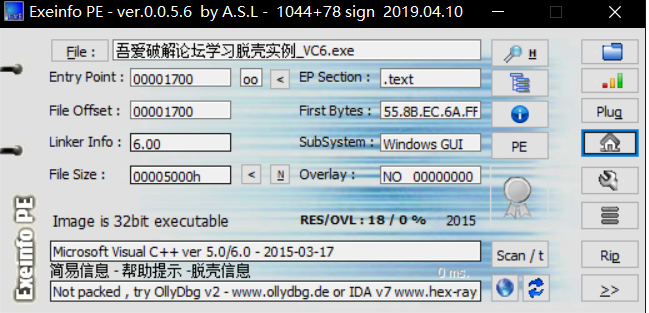 Exeinfo PE - ver.0.0.5.6 by A.S.L - 1044+78 sign 2019.04.10
File : 吾爱破解论坛学习脱壳实例_VC6.exe H
Entry Point : 00001700 oo < EP Section : .text
File Offset : 00001700 First Bytes : 55.8B.EC.6A.FF Plug
Linker Info : 6.00 SubSystem : Windows GUI PE
File Size : 00005000h < N Overlay : NO 00000000
Image is 32bit executable RES/OVL : 18 / 0 % 2015
Exeinfo PE
Microsoft Visual C++ ver 5.0/6.0 - 2015-03-17 Scan / t Rip
简易信息 - 帮助提示 -脱壳信息 0 ms.
Not packed , try OllyDbg v2 - www.ollydbg.de or IDA v7 www.hex-ray >>